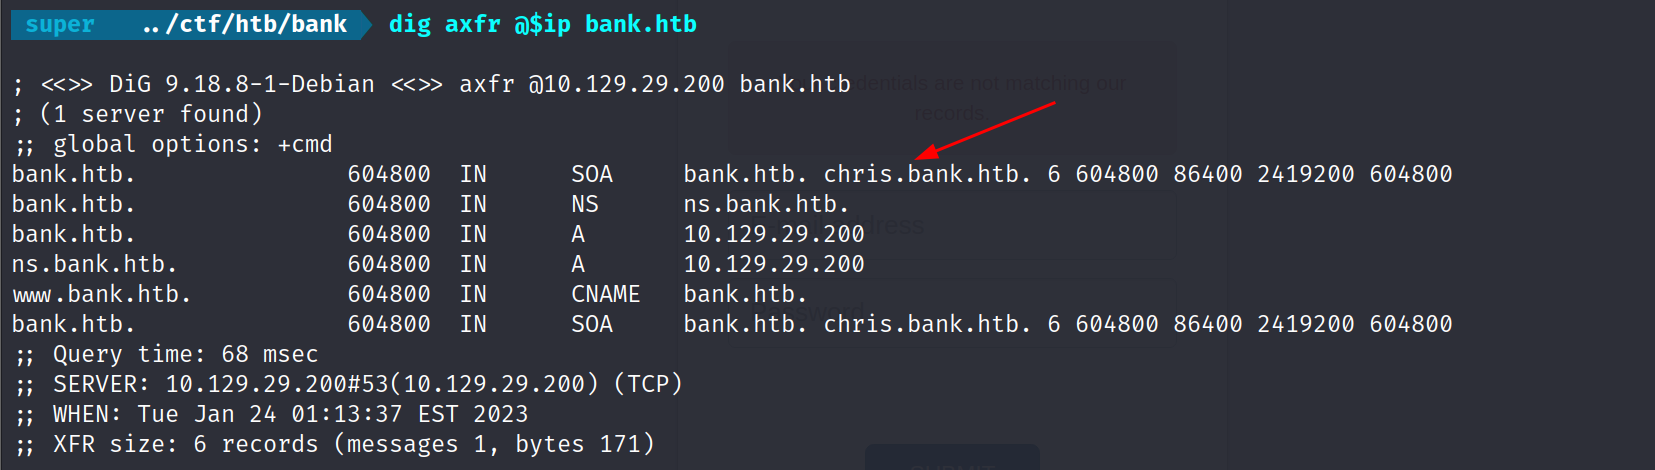 super ../ctf/htb/bank dig axfr @$ip bank.htb
; <<>> DiG 9.18.8-1-Debian <<>> axfr @10.129.29.200 bank.htb
; (1 server found)
;; global options: +cmd
bank.htb. 604800 IN SOA bank.htb. chris.bank.htb. 6 604800 86400 2419200 604800
bank.htb. 604800 IN NS ns.bank.htb.
bank.htb. 604800 IN A 10.129.29.200
ns.bank.htb. 604800 IN A 10.129.29.200
www.bank.htb. 604800 IN CNAME bank.htb.
bank.htb. 604800 IN SOA bank.htb. chris.bank.htb. 6 604800 86400 2419200 604800
;; Query time: 68 msec
;; SERVER: 10.129.29.200#53(10.129.29.200) (TCP)
;; WHEN: Tue Jan 24 01:13:37 EST 2023
;; XFR size: 6 records (messages 1, bytes 171)
are not matching our
records.